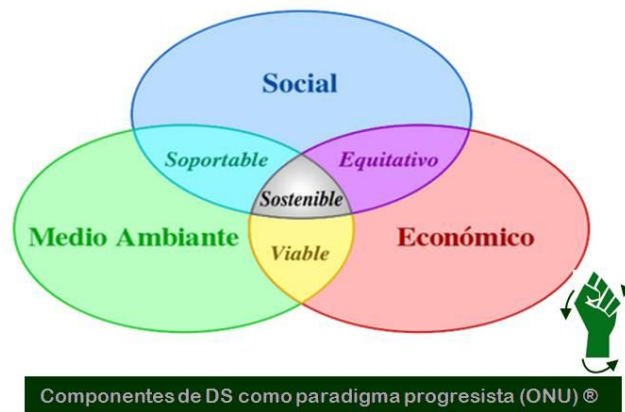 Social
Soportable
Equitativo
Sostenible
Medio Ambiante
Económico
Viable
Componentes de DS como paradigma progresista (ONU) ®